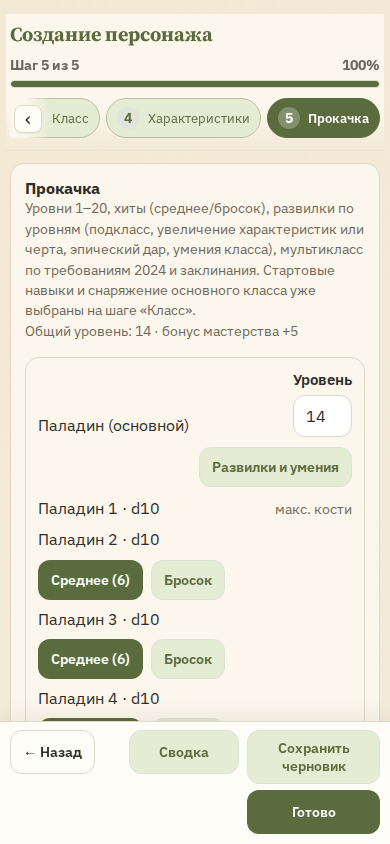 Создание персонажа
Шаг 5 из 5 100%
‹ Класс 4 Характеристики 5 Прокачка
Прокачка
Уровни 1–20, хиты (среднее/бросок), развилки по
уровням (подкласс, увеличение характеристик или
черта, эпический дар, умения класса), мультикласс
по требованиям 2024 и заклинания. Стартовые
навыки и снаряжение основного класса уже
выбраны на шаге «Класс».
Общий уровень: 14 · бонус мастерства +5
Уровень
Паладин (основной) 14
Развилки и умения
Паладин 1 · d10 макс. кости
Паладин 2 · d10
Среднее (6) Бросок
Паладин 3 · d10
Среднее (6) Бросок
Паладин 4 · d10
← Назад Сводка Сохранить
черновик
Готово